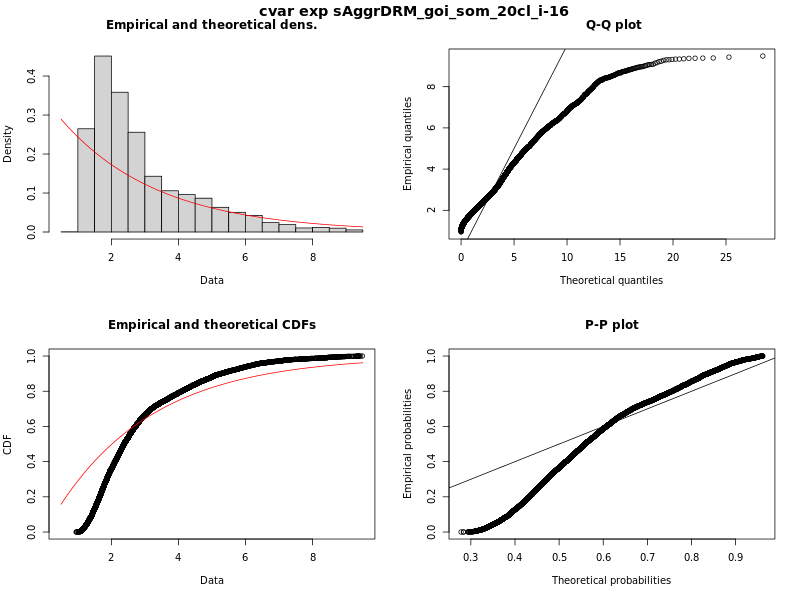 cvar exp sAggrDRM_goi_som_20cl_i-16
Empirical and theoretical dens.
Density
0.0 0.1 0.2 0.3 0.4
2 4 6 8
Data
Q-Q plot
Empirical quantiles
2 4 6 8
0 5 10 15 20 25
Theoretical quantiles
Empirical and theoretical CDFs
CDF
0.0 0.2 0.4 0.6 0.8 1.0
2 4 6 8
Data
P-P plot
Empirical probabilities
0.0 0.2 0.4 0.6 0.8 1.0
0.3 0.4 0.5 0.6 0.7 0.8 0.9
Theoretical probabilities